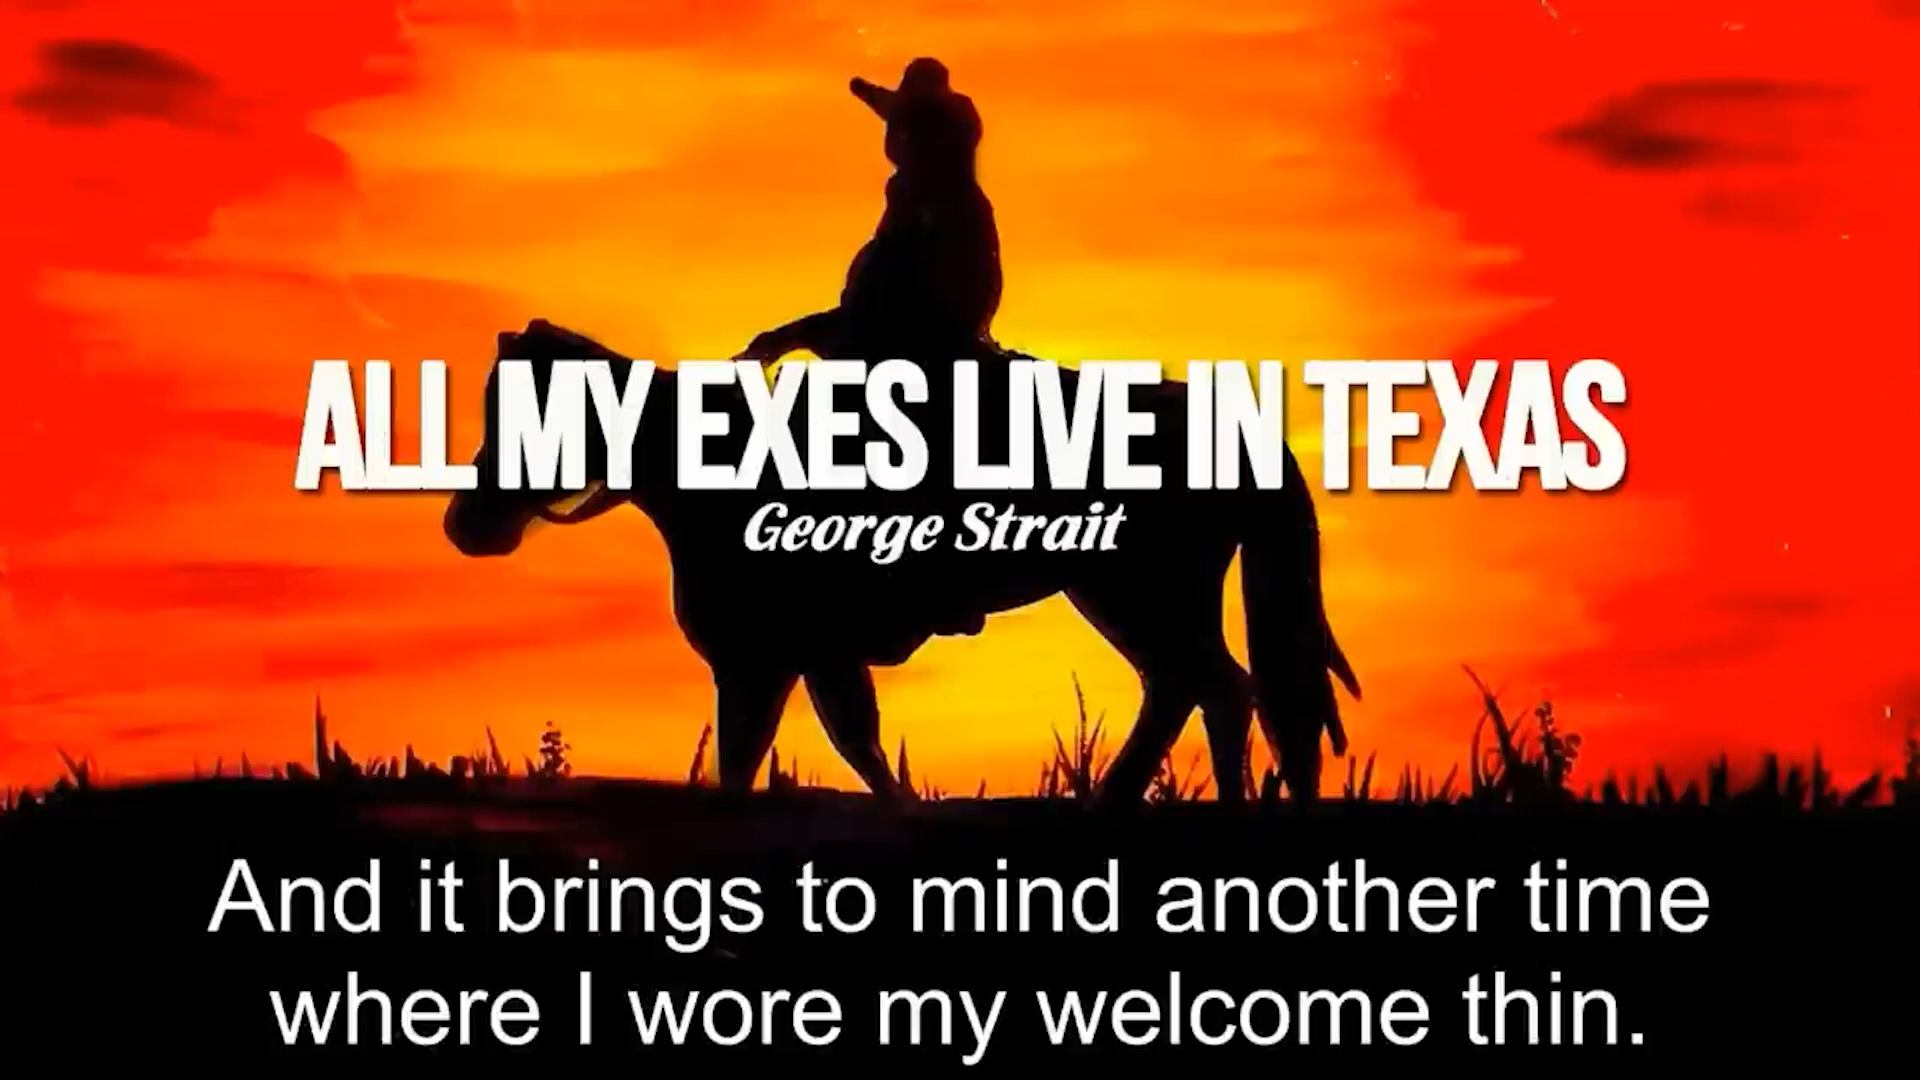 ALL MY EXES LIVE IN TEXAS
George Strait
And it brings to mind another time
where I wore my welcome thin.